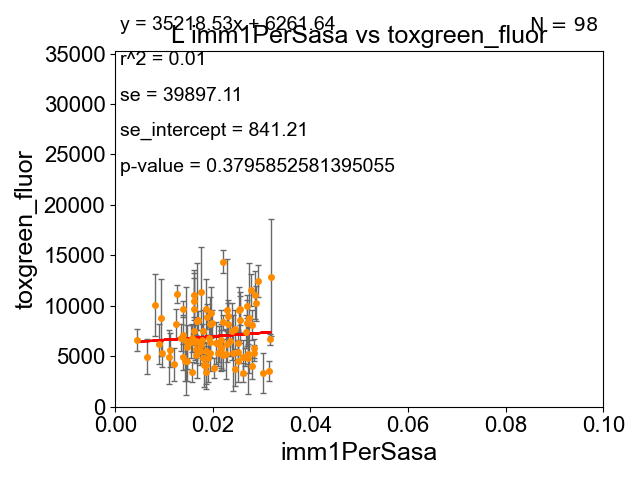 y = 35218.53x + 6261.64
N = 98
L imm1PerSasa vs toxgreen_fluor
r^2 = 0.01
se = 39897.11
se_intercept = 841.21
p-value = 0.3795852581395055
35000
30000
25000
20000
15000
10000
5000
0
toxgreen_fluor
0.00 0.02 0.04 0.06 0.08 0.10
imm1PerSasa